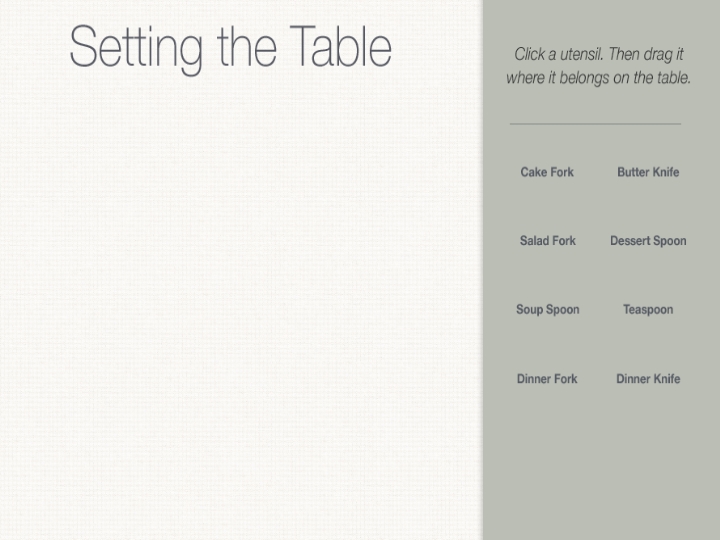 Setting the Table
Click a utensil. Then drag it
where it belongs on the table.
Cake Fork
Butter Knife
Salad Fork
Dessert Spoon
Soup Spoon
Teaspoon
Dinner Fork
Dinner Knife